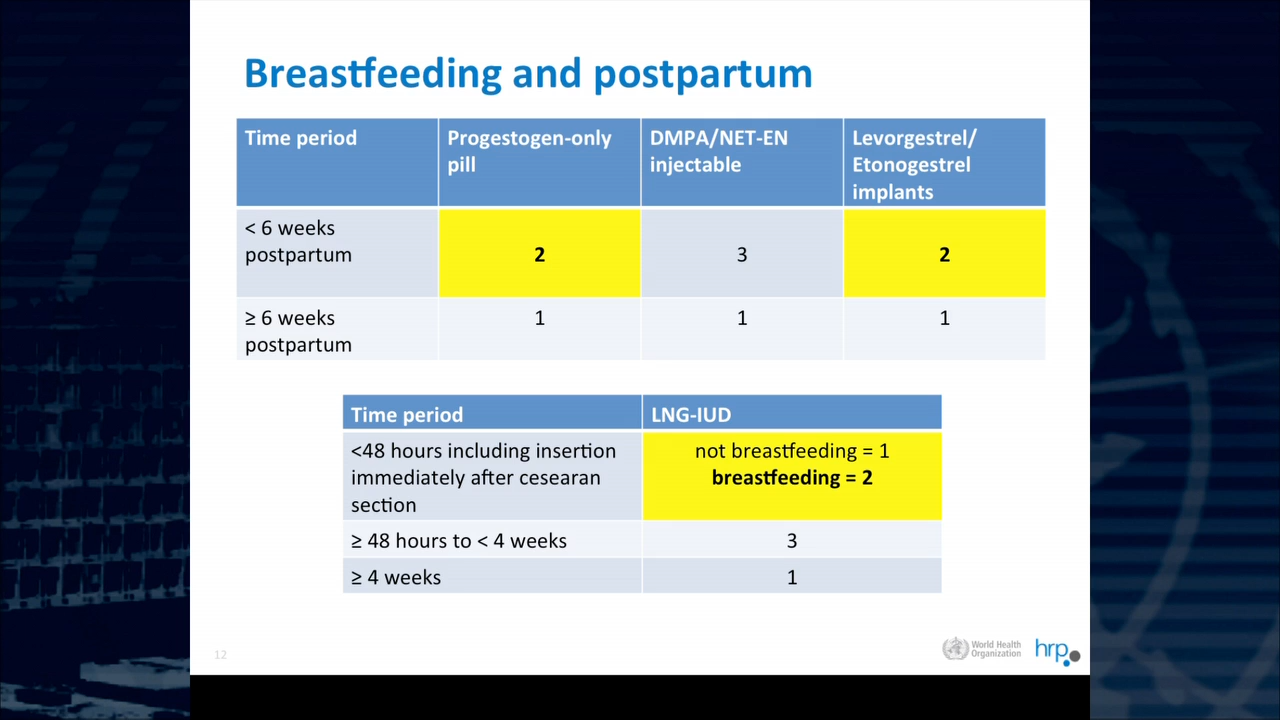 Breastfeeding and postpartum
Time period
Progestogen-only
pill
DMPA/NET-EN
injectable
Levorgestrel/
Etonogestrel
implants
< 6 weeks
postpartum
2
3
2
≥ 6 weeks
postpartum
1
1
1
Time period
LNG-IUD
<48 hours including insertion
immediately after cesearan
section
not breastfeeding = 1
breastfeeding = 2
≥ 48 hours to < 4 weeks
3
≥ 4 weeks
1
12
World Health
Organization
hrp